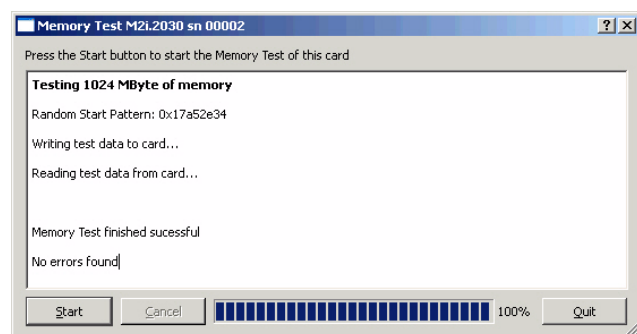 Memory Test M2i.2030 sn 00002
Press the Start button to start the Memory Test of this card
Testing 1024 MByte of memory
Random Start Pattern: 0x17a52e34
Writing test data to card...
Reading test data from card...
Memory Test finished sucessful
No errors found
Start Cancel 100% Quit